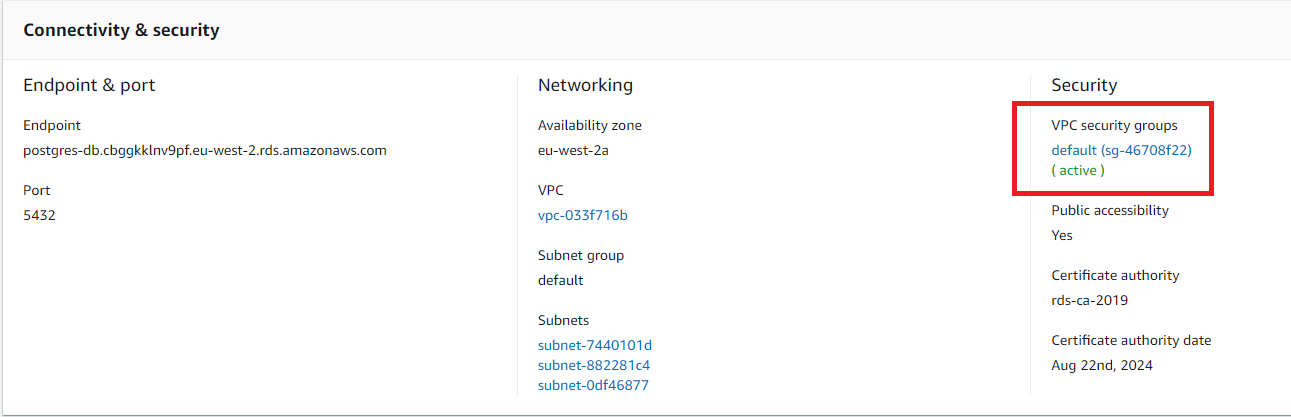 Connectivity & security
Endpoint & port
Endpoint
postgres-db.cbggkklnv9pf.eu-west-2.rds.amazonaws.com
Port
5432
Networking
Availability zone
eu-west-2a
VPC
vpc-033f716b
Subnet group
default
Subnets
subnet-7440101d
subnet-882281c4
subnet-0df46877
Security
VPC security groups
default (sg-46708f22)
( active )
Public accessibility
Yes
Certificate authority
rds-ca-2019
Certificate authority date
Aug 22nd, 2024